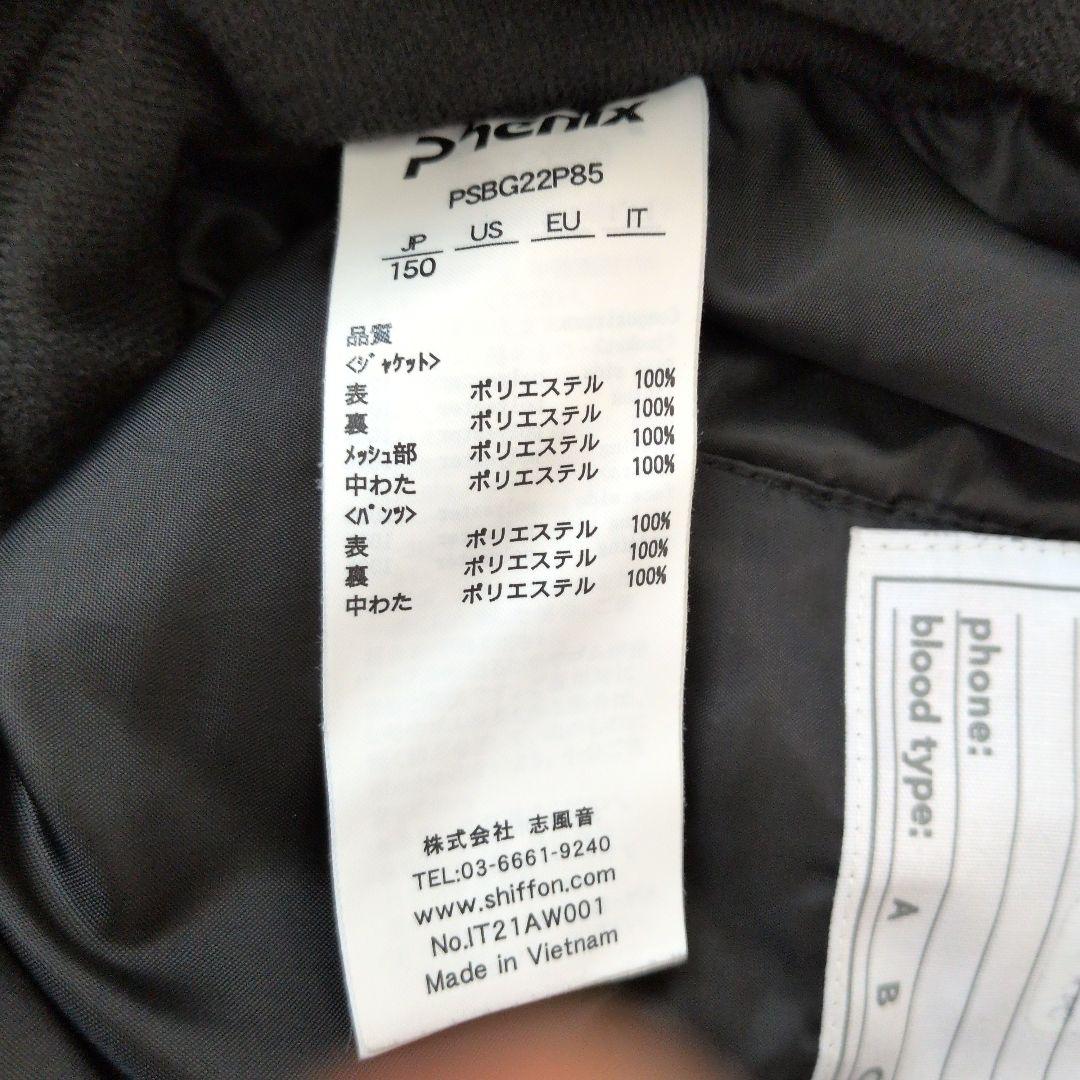 Phenix
PSBG22P85
JP US EU IT
150
品質
<ジャケット>
表 ポリエステル 100%
裏 ポリエステル 100%
メッシュ部 ポリエステル 100%
中わた ポリエステル 100%
<パンツ>
表 ポリエステル 100%
裏 ポリエステル 100%
中わた ポリエステル 100%
株式会社 志風音
TEL:03-6661-9240
www.shiffon.com
No.IT21AW001
Made in Vietnam
phone:
blood type: A B